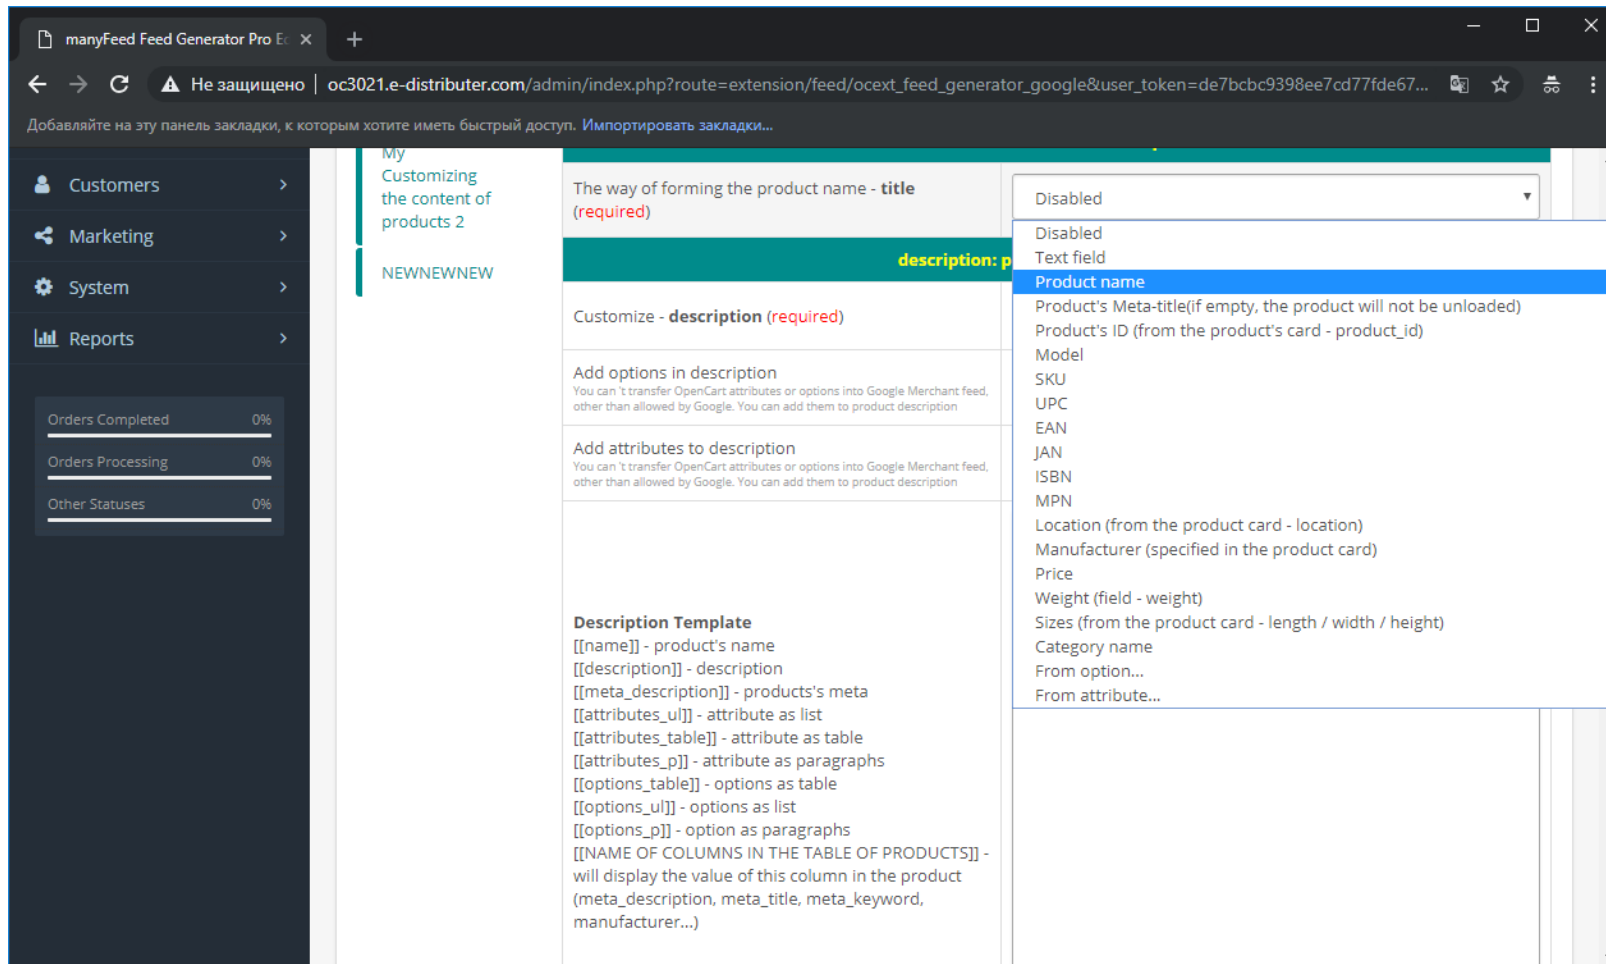 manyFeed Feed Generator Pro Ec
Не защищено | oc3021.e-distributer.com/admin/index.php?route=extension/feed/ocext_feed_generator_google&user_token=de7bcbc9398ee7cd77fde67...
Добавляйте на эту панель закладки, к которым хотите иметь быстрый доступ. Импортировать закладки...
Customers
Marketing
System
Reports
Orders Completed 0%
Orders Processing 0%
Other Statuses 0%
My
Customizing
the content of
products 2
NEWNEWNEW
The way of forming the product name - title
(required)
Disabled
description: p
Customize - description (required)
Add options in description
You can 't transfer OpenCart attributes or options into Google Merchant feed,
other than allowed by Google. You can add them to product description
Add attributes to description
You can 't transfer OpenCart attributes or options into Google Merchant feed,
other than allowed by Google. You can add them to product description
Description Template
[[name]] - product's name
[[description]] - description
[[meta_description]] - products's meta
[[attributes_ul]] - attribute as list
[[attributes_table]] - attribute as table
[[attributes_p]] - attribute as paragraphs
[[options_table]] - options as table
[[options_ul]] - options as list
[[options_p]] - option as paragraphs
[[NAME OF COLUMNS IN THE TABLE OF PRODUCTS]] -
will display the value of this column in the product
(meta_description, meta_title, meta_keyword,
manufacturer...)
Disabled
Text field
Product name
Product's Meta-title(if empty, the product will not be unloaded)
Product's ID (from the product's card - product_id)
Model
SKU
UPC
EAN
JAN
ISBN
MPN
Location (from the product card - location)
Manufacturer (specified in the product card)
Price
Weight (field - weight)
Sizes (from the product card - length / width / height)
Category name
From option...
From attribute...